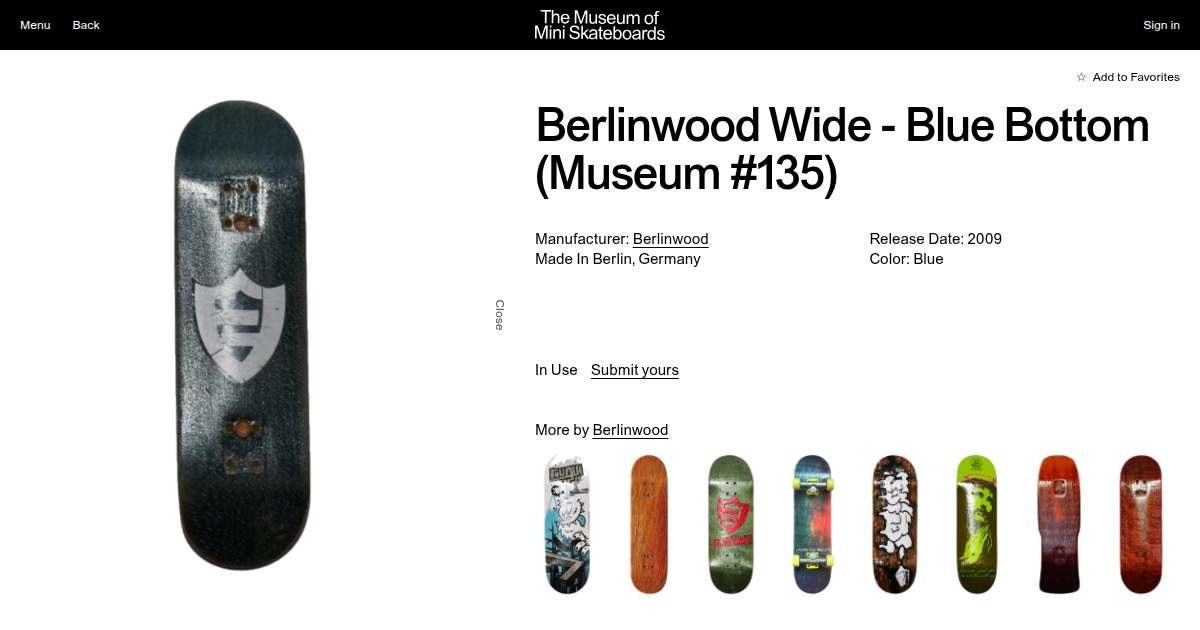 Menu
Back
The Museum of
Mini Skateboards
Sign in
☆ Add to Favorites
Berlinwood Wide - Blue Bottom
(Museum #135)
Manufacturer: Berlinwood
Made In Berlin, Germany
Release Date: 2009
Color: Blue
Close
In Use Submit yours
More by Berlinwood